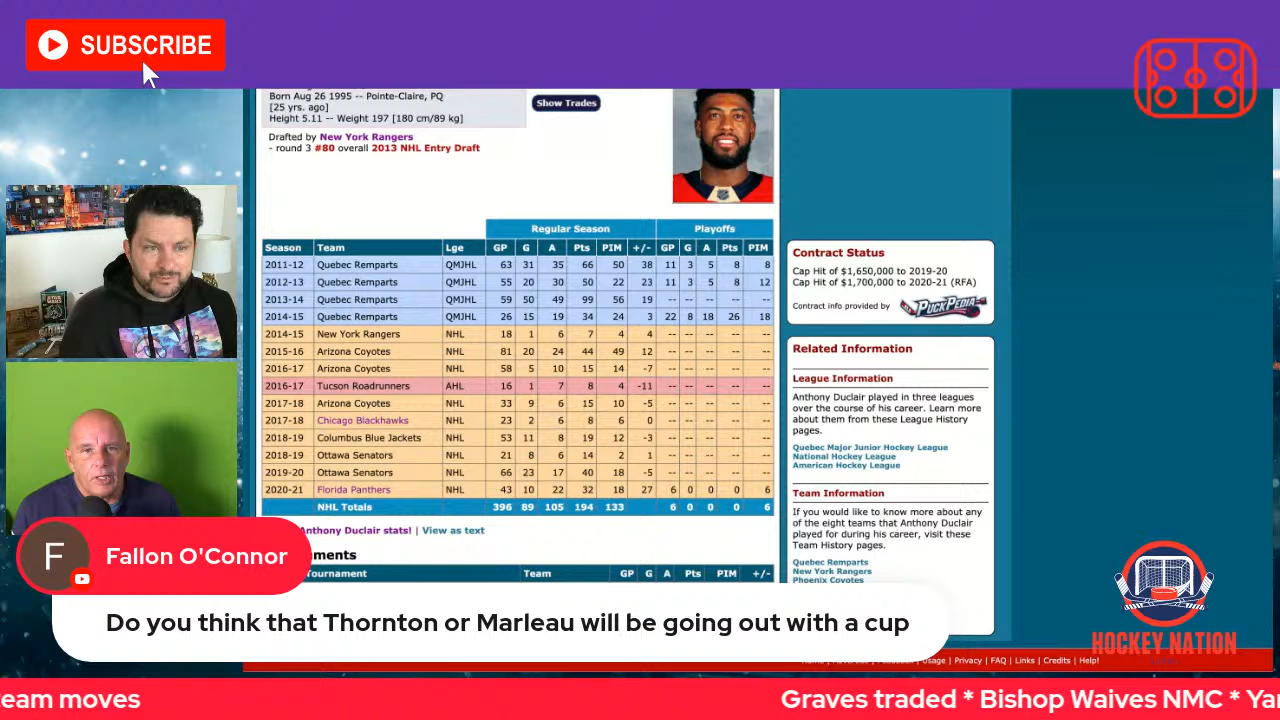 SUBSCRIBE
Born Aug 26 1995 -- Pointe-Claire, PQ
[25 yrs. ago]
Height 5.11 -- Weight 197 [180 cm/89 kg]
Show Trades
Drafted by New York Rangers
- round 3 #80 overall 2013 NHL Entry Draft
Regular Season Playoffs
Season Team Lge GP G A Pts PIM +/- GP G A Pts PIM
2011-12 Quebec Remparts QMJHL 63 31 35 66 50 38 11 3 5 8 8
2012-13 Quebec Remparts QMJHL 55 20 30 50 22 23 11 3 5 8 12
2013-14 Quebec Remparts QMJHL 59 50 49 99 56 19 -- -- -- -- --
2014-15 Quebec Remparts QMJHL 26 15 19 34 24 3 22 8 18 26 18
2014-15 New York Rangers NHL 18 1 6 7 4 4 -- -- -- -- --
2015-16 Arizona Coyotes NHL 81 20 24 44 49 12 -- -- -- -- --
2016-17 Arizona Coyotes NHL 58 5 10 15 14 -7 -- -- -- -- --
2016-17 Tucson Roadrunners AHL 16 1 7 8 4 -11 -- -- -- -- --
2017-18 Arizona Coyotes NHL 33 9 6 15 10 -5 -- -- -- -- --
2017-18 Chicago Blackhawks NHL 23 2 6 8 6 0 -- -- -- -- --
2018-19 Columbus Blue Jackets NHL 53 11 8 19 12 -3 -- -- -- -- --
2018-19 Ottawa Senators NHL 21 8 6 14 2 1 -- -- -- -- --
2019-20 Ottawa Senators NHL 66 23 17 40 18 -5 -- -- -- -- --
2020-21 Florida Panthers NHL 43 10 22 32 18 27 6 0 0 0 6
NHL Totals 396 89 105 194 133 6 0 0 0 6
Anthony Duclair stats! | View as text
uments
Tournament Team GP G A Pts PIM +/-
Contract Status
Cap Hit of $1,650,000 to 2019-20
Cap Hit of $1,700,000 to 2020-21 (RFA)
Contract info provided by PUCKPEDIA
Related Information
League Information
Anthony Duclair played in three leagues
over the course of his career. Learn more
about them from these League History
pages.
Quebec Major Junior Hockey League
National Hockey League
American Hockey League
Team Information
If you would like to know more about any
of the eight teams that Anthony Duclair
played for during his career, visit these
Team History pages.
Quebec Remparts
New York Rangers
Phoenix Coyotes
Usage | Privacy | FAQ | Links | Credits | Help!
F
Fallon O'Connor
Do you think that Thornton or Marleau will be going out with a cup
HOCKEY NATION
team moves
Graves traded * Bishop Waives NMC * Yan